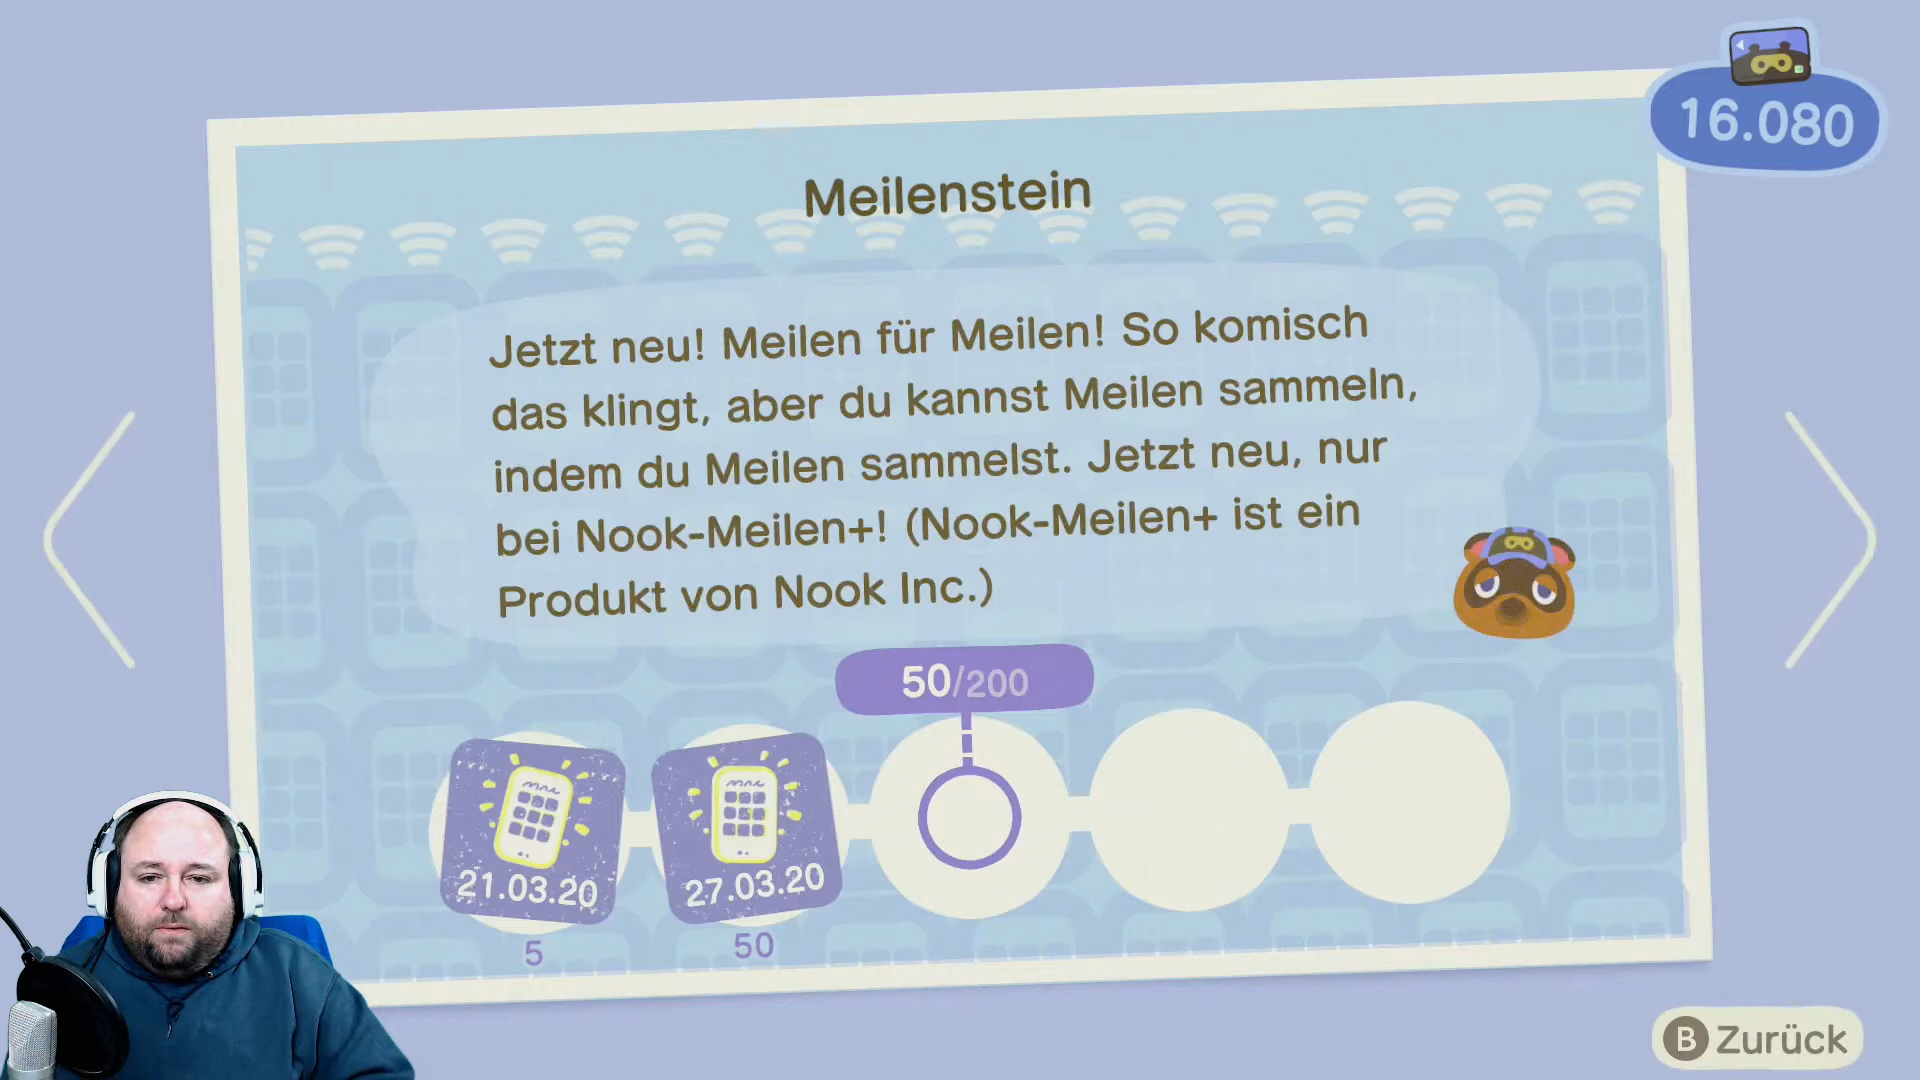 16.080
Meilenstein
Jetzt neu! Meilen für Meilen! So komisch
das klingt, aber du kannst Meilen sammeln,
indem du Meilen sammelst. Jetzt neu, nur
bei Nook-Meilen+! (Nook-Meilen+ ist ein
Produkt von Nook Inc.)
50/200
21.03.20
27.03.20
5
50
B Zurück